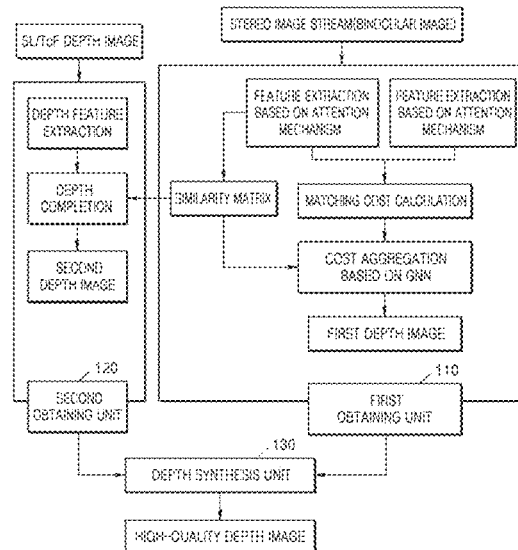 SL/ToF DEPTH IMAGE
STEREO IMAGE STREAM(BINOCULAR IMAGE)
DEPTH FEATURE
EXTRACTION
DEPTH
COMPLETION
SECOND
DEPTH IMAGE
FEATURE EXTRACTION
BASED ON ATTENTION
MECHANISM
FEATURE EXTRACTION
BASED ON ATTENTION
MECHANISM
SIMILARITY MATRIX
MATCHING COST CALCULATION
COST AGGREGATION
BASED ON GNN
FIRST DEPTH IMAGE
120
SECOND
OBTAINING UNIT
110
FIRST
OBTAINING UNIT
130
DEPTH SYNTHESIS UNIT
HIGH-QUALITY DEPTH IMAGE